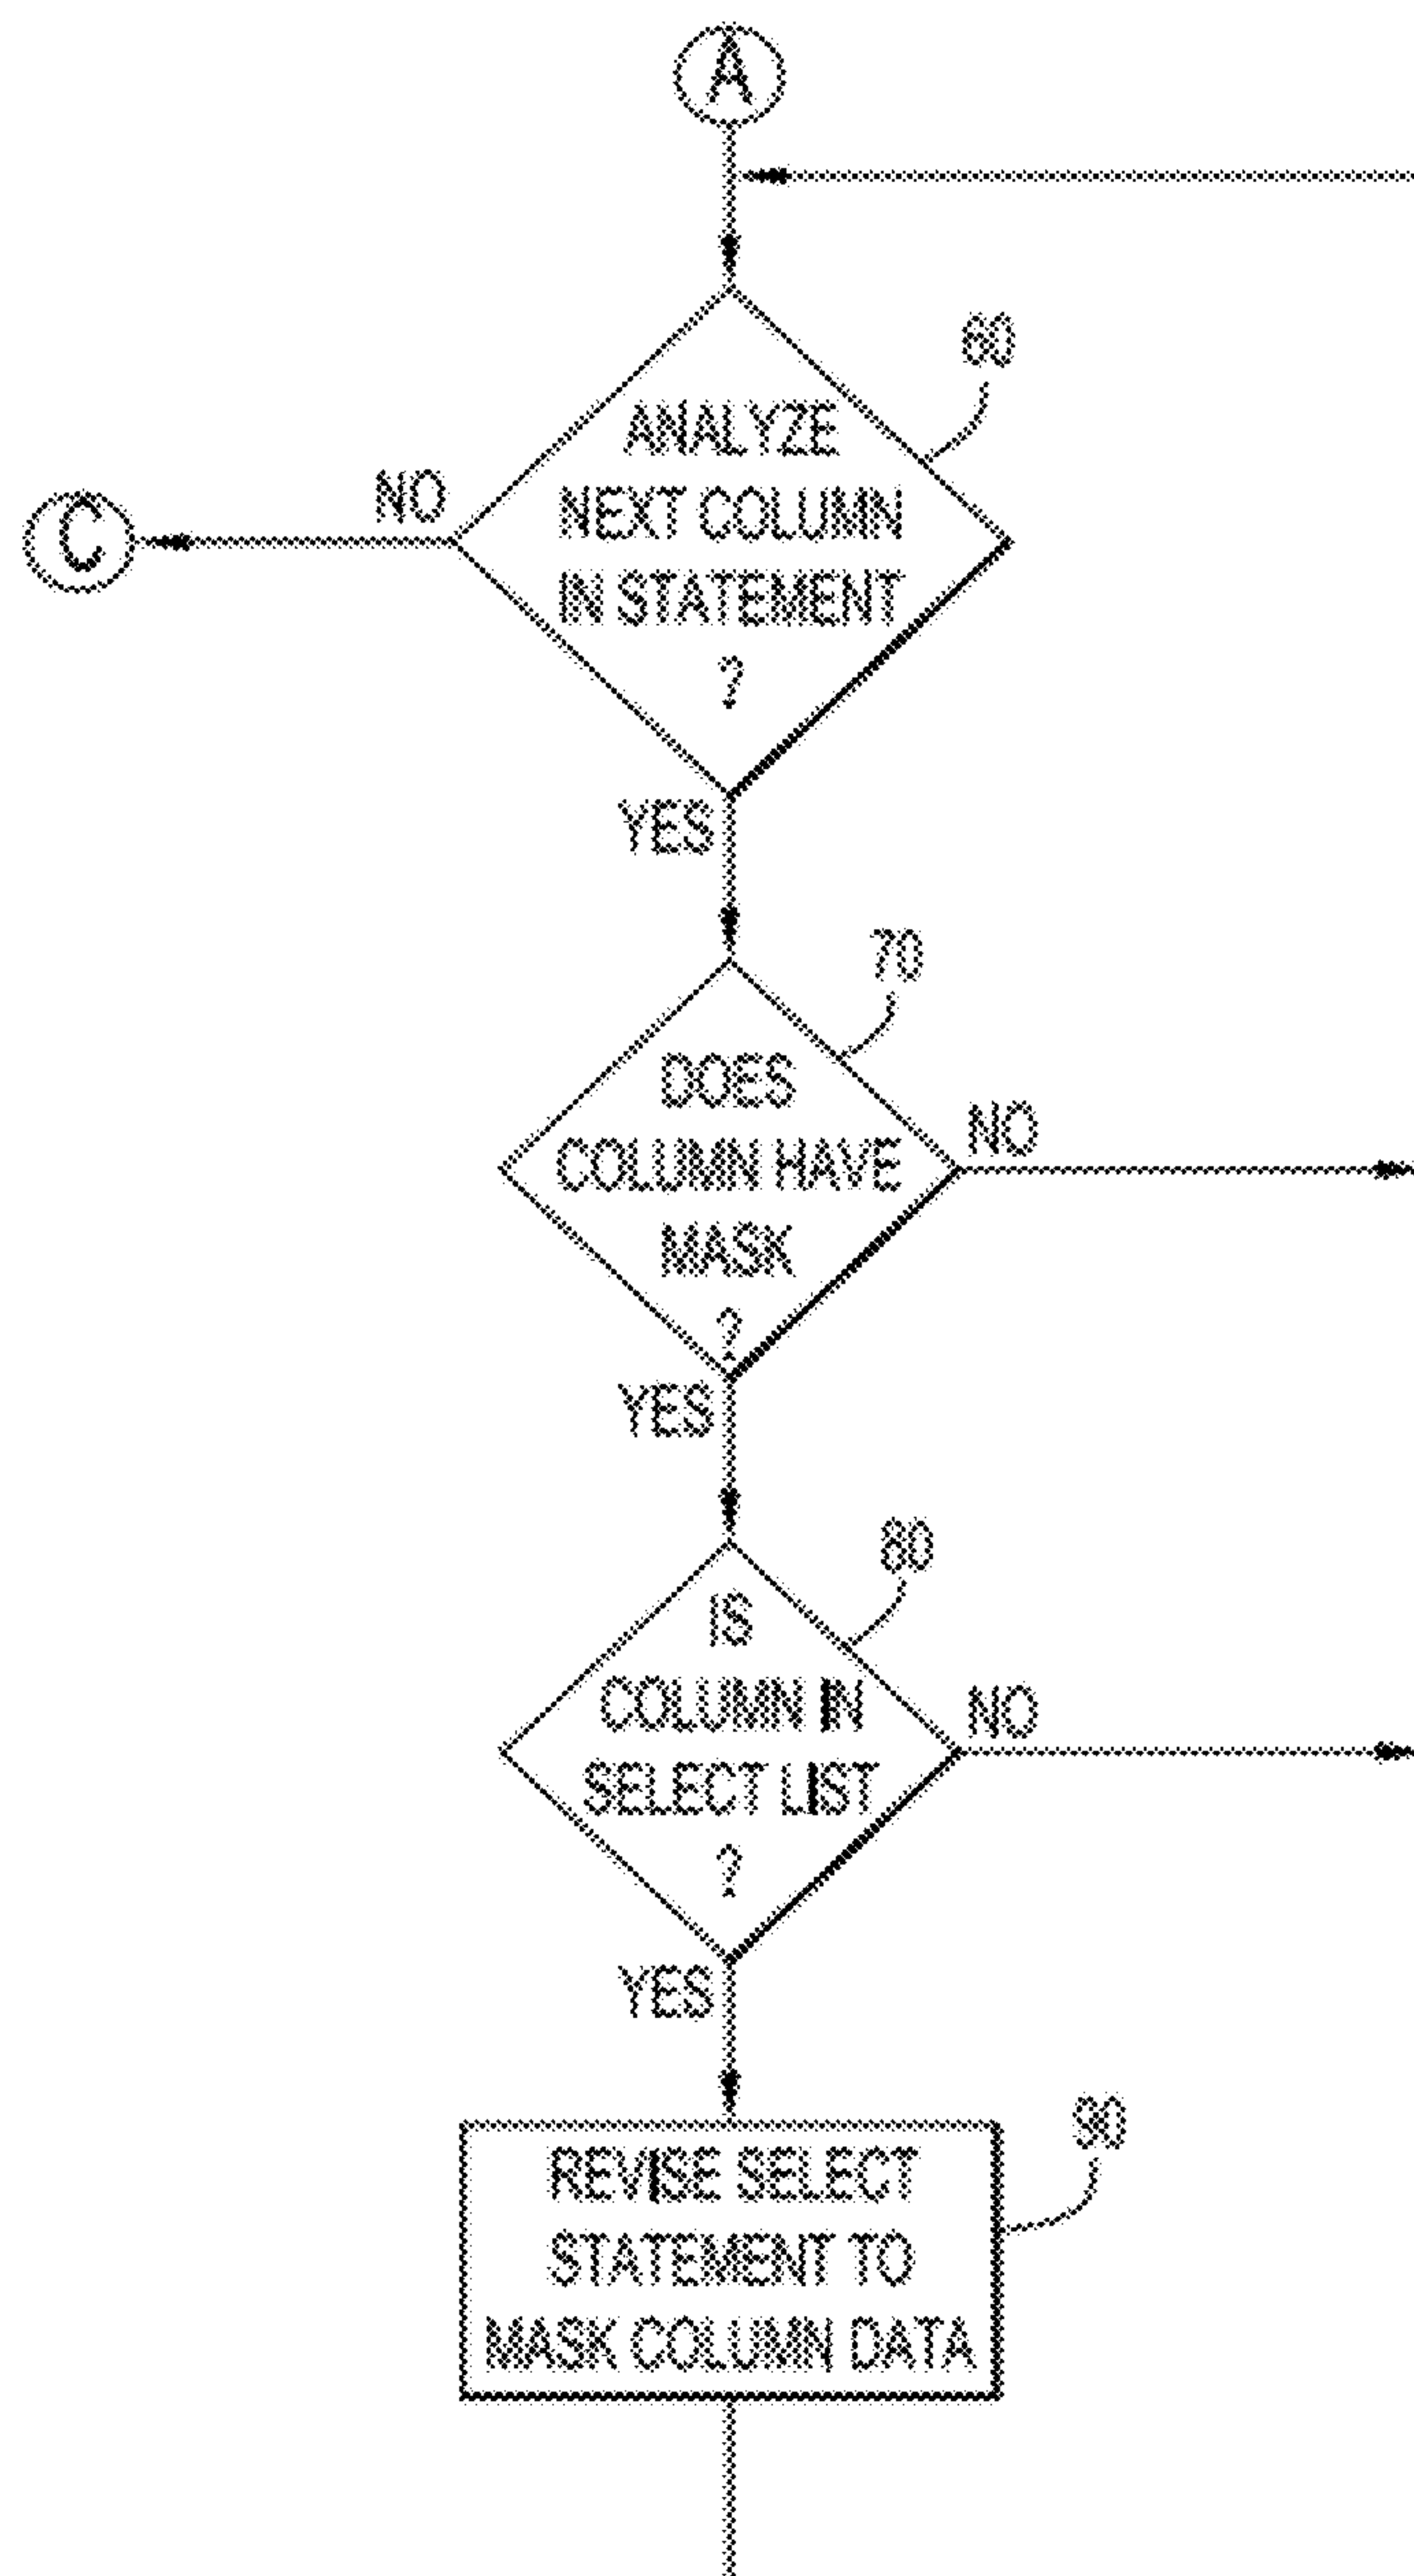 A
60
ANALYZE
NEXT COLUMN
IN STATEMENT
?
NO
C
YES
70
DOES
COLUMN HAVE
MASK
?
NO
YES
80
IS
COLUMN IN
SELECT LIST
?
NO
YES
90
REVISE SELECT
STATEMENT TO
MASK COLUMN DATA